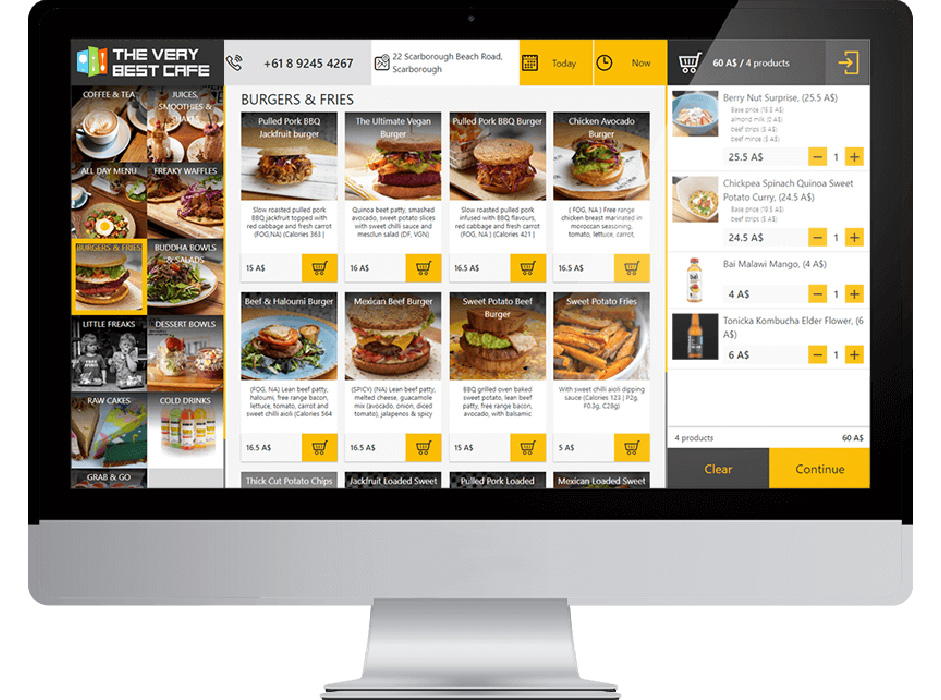 THE VERY
BEST CAFE
+61 8 9245 4267
22 Scarborough Beach Road,
Scarborough
Today
Now
60 A$ / 4 products
COFFEE & TEA
JUICES,
SMOOTHIES &
SHAKES
ALL DAY MENU
FREAKY WAFFLES
BURGERS & FRIES
BUDDHA BOWLS
& SALADS
LITTLE FREAKS
DESSERT BOWLS
RAW CAKES
COLD DRINKS
GRAB & GO
BURGERS & FRIES
Pulled Pork BBQ
Jackfruit burger
Slow roasted pulled pork
BBQ jackfruit topped with
red cabbage and fresh carrot
(FOG,NA) (Calories 363 |
15 A$
The Ultimate Vegan
Burger
Quinoa beet patty, smashed
avocado, sweet potato slices
with sweet chilli sauce and
mesclun salad (DF, VGN)
16 A$
Pulled Pork BBQ Burger
Slow roasted pulled pork
infused with BBQ flavours,
red cabbage and fresh carrot
(FOG, NA ) (Calories 421 |
16.5 A$
Chicken Avocado
Burger
( FOG, NA ) Free range
chicken breast marinated in
moroccan seasoning,
tomato, lettuce, carrot,
16.5 A$
Beef & Haloumi Burger
(FOG, NA) Lean beef patty,
haloumi, free range bacon,
lettuce, tomato, carrot and
sweet chilli aioli (Calories 564
16.5 A$
Mexican Beef Burger
(SPICY) (NA) Lean beef patty,
melted cheese, guacamole
mix (avocado, onion, diced
tomato), jalapenos & spicy
16.5 A$
Sweet Potato Beef
Burger
BBQ grilled oven baked
sweet potato, lean beef
patty, free range bacon,
avocado, with balsamic
15 A$
Sweet Potato Fries
With sweet chilli aioli dipping
sauce (Calories 123 | P2g,
F0.3g, C28g)
5 A$
Thick Cut Potato Chips
Jackfruit Loaded Sweet
Pulled Pork Loaded
Mexican Loaded Sweet
Berry Nut Surprise, (25.5 A$)
Base price (19.5 A$)
almond milk (0 A$)
beef strips (3 A$)
beef mince (3 A$)
25.5 A$
− 1 +
Chickpea Spinach Quinoa Sweet
Potato Curry, (24.5 A$)
Base price
beef strips
24.5 A$
− 1 +
Bai Malawi Mango, (4 A$)
4 A$
− 1 +
Tonicka Kombucha Elder Flower, (6
A$)
6 A$
− 1 +
4 products
60 A$
Clear
Continue